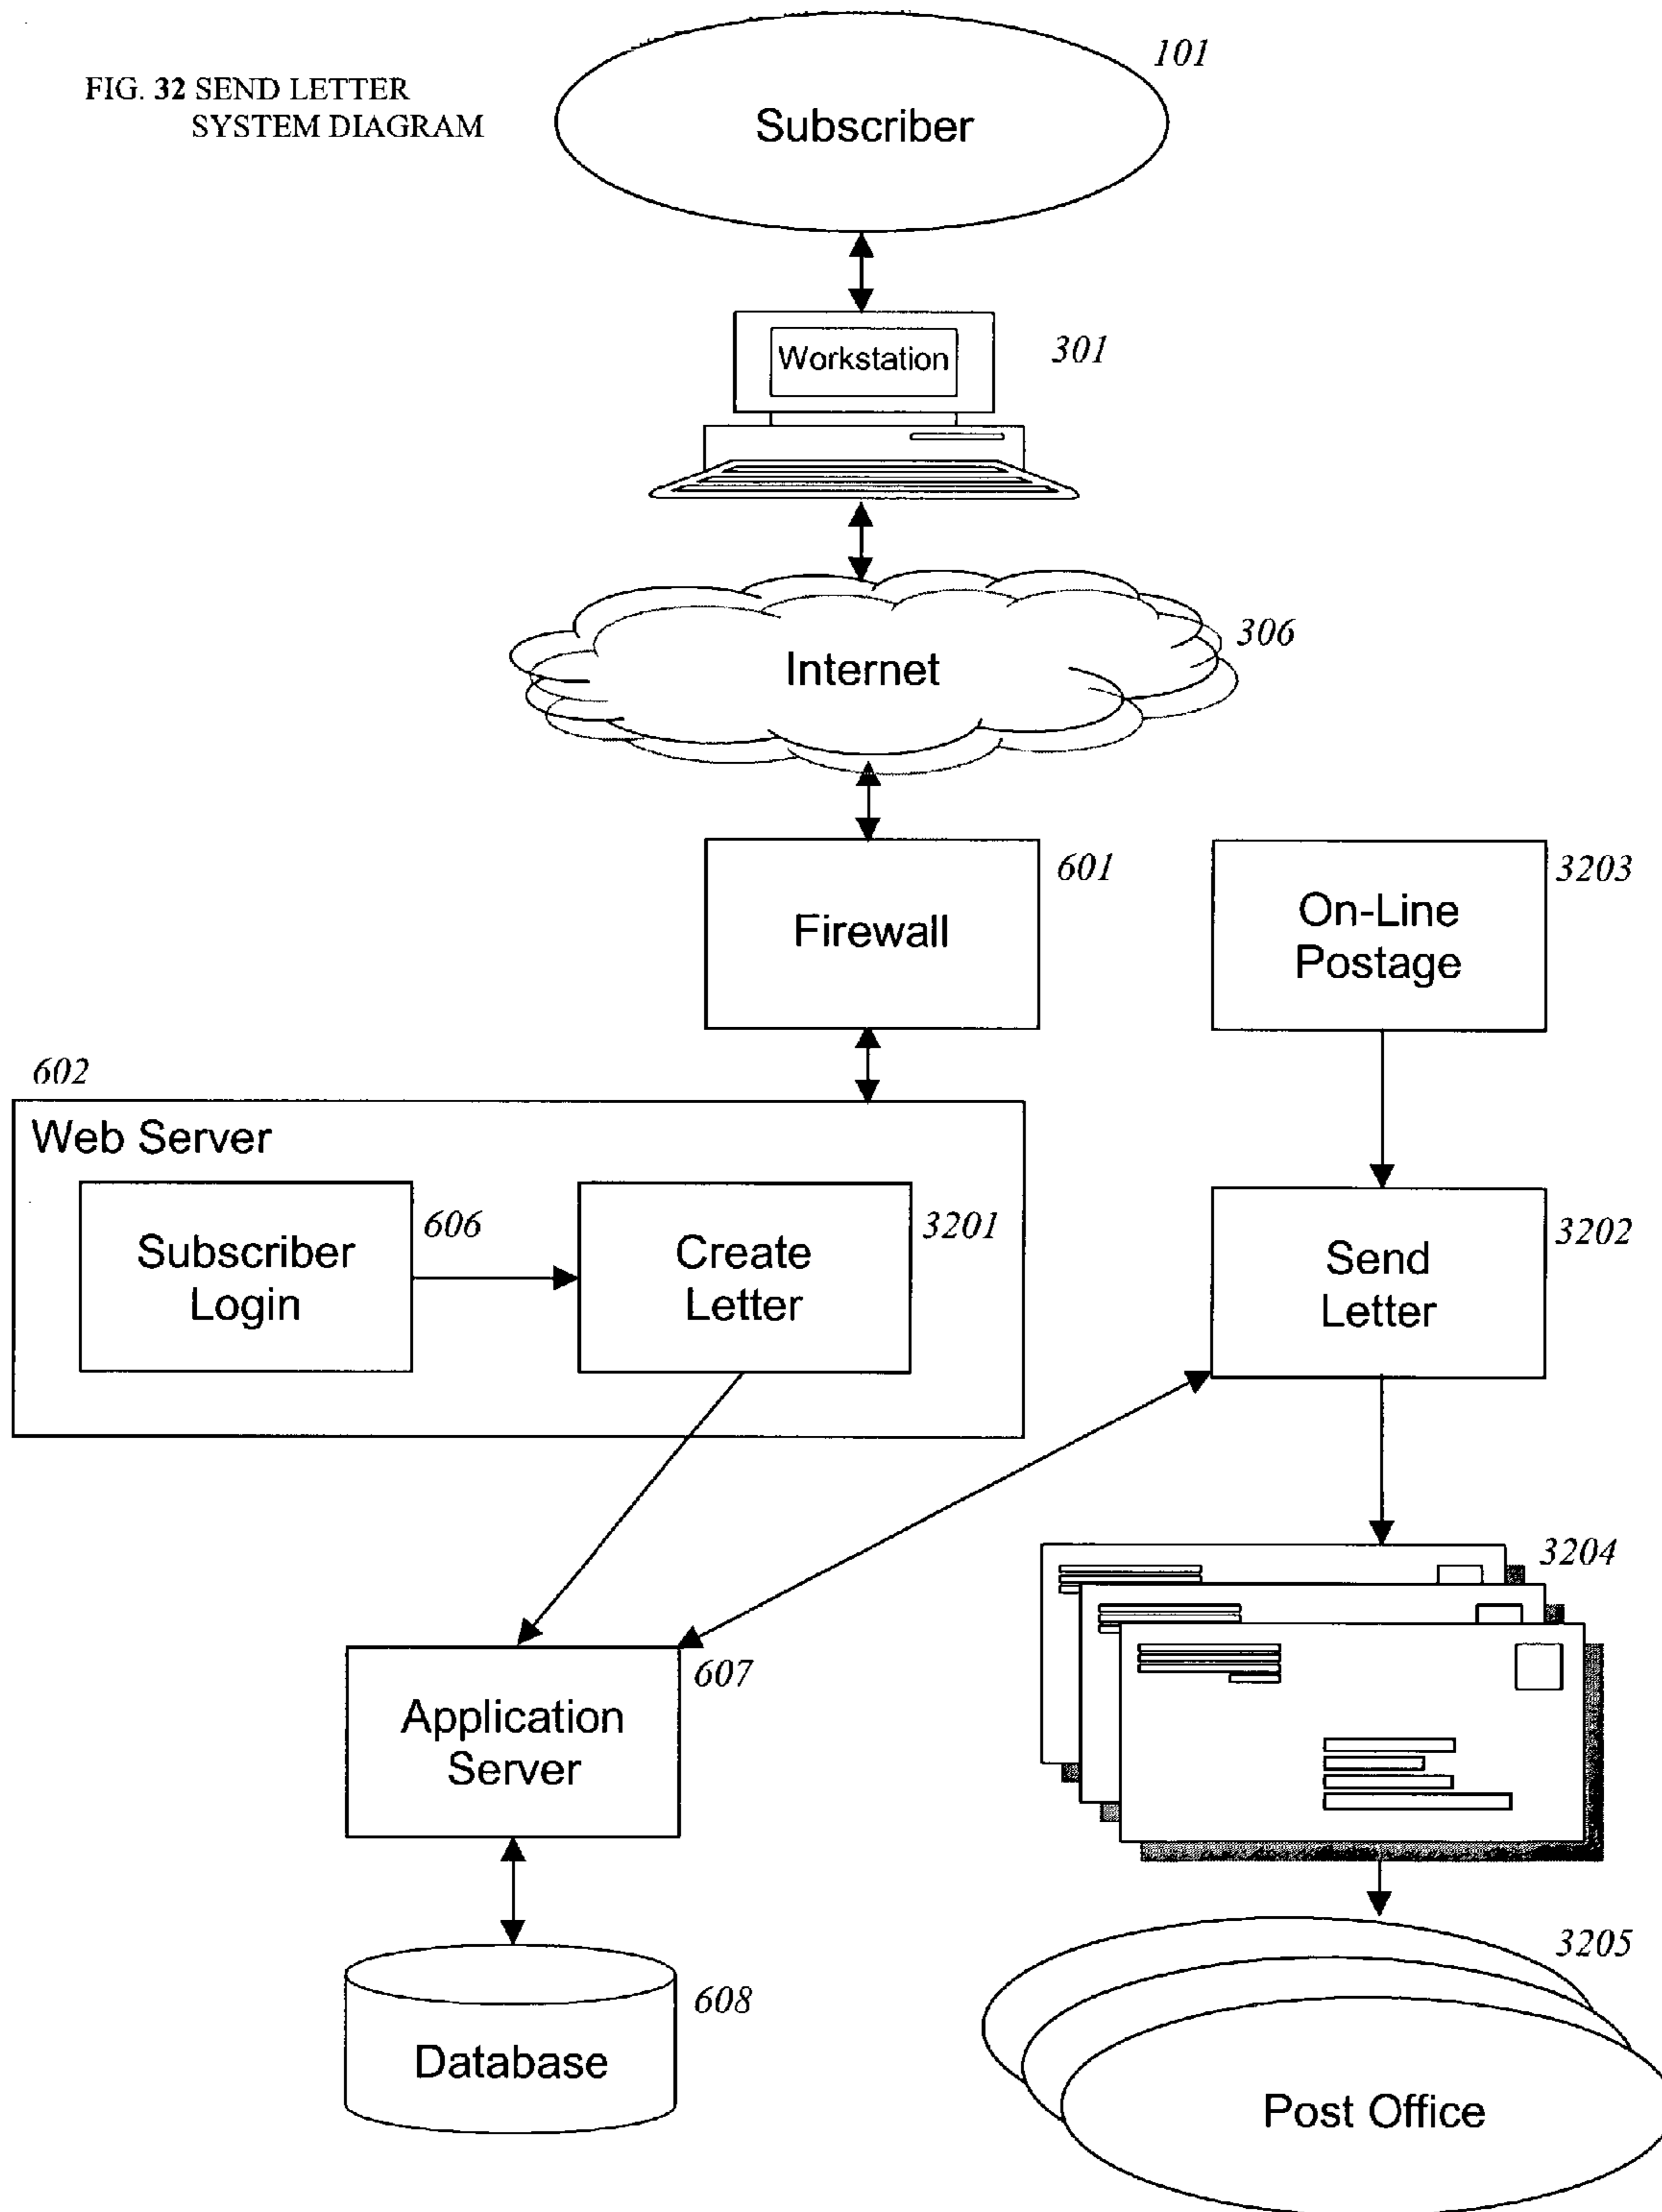 FIG. 32 SEND LETTER
SYSTEM DIAGRAM
101
Subscriber
Workstation
301
306
Internet
601
Firewall
3203
On-Line
Postage
602
Web Server
Subscriber
Login
606
Create
Letter
3201
Send
Letter
3202
3204
607
Application
Server
3205
608
Database
Post Office